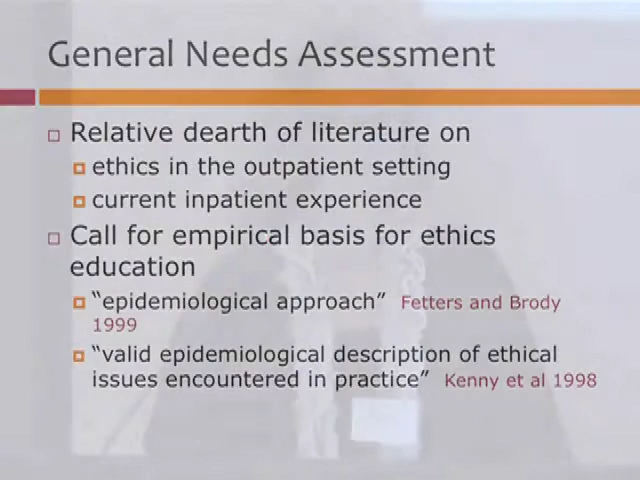 General Needs Assessment
Relative dearth of literature on
ethics in the outpatient setting
current inpatient experience
Call for empirical basis for ethics
education
“epidemiological approach” Fetters and Brody
1999
“valid epidemiological description of ethical
issues encountered in practice” Kenny et al 1998